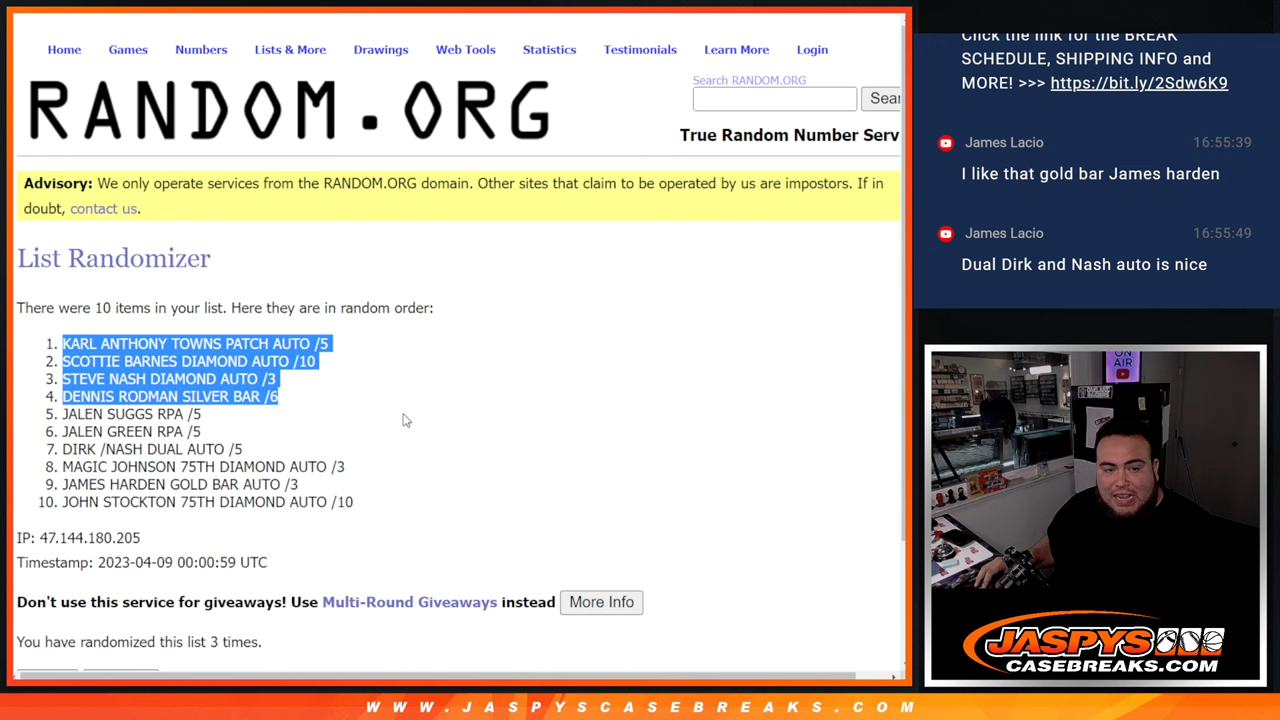 Home Games Numbers Lists & More Drawings Web Tools Statistics Testimonials Learn More Login
RANDOM.ORG
Search RANDOM.ORG
Sear
True Random Number Serv
Advisory: We only operate services from the RANDOM.ORG domain. Other sites that claim to be operated by us are impostors. If in
doubt, contact us.
List Randomizer
There were 10 items in your list. Here they are in random order:
1. KARL ANTHONY TOWNS PATCH AUTO /5
2. SCOTTIE BARNES DIAMOND AUTO /10
3. STEVE NASH DIAMOND AUTO /3
4. DENNIS RODMAN SILVER BAR /6
5. JALEN SUGGS RPA /5
6. JALEN GREEN RPA /5
7. DIRK /NASH DUAL AUTO /5
8. MAGIC JOHNSON 75TH DIAMOND AUTO /3
9. JAMES HARDEN GOLD BAR AUTO /3
10. JOHN STOCKTON 75TH DIAMOND AUTO /10
IP: 47.144.180.205
Timestamp: 2023-04-09 00:00:59 UTC
Don't use this service for giveaways! Use Multi-Round Giveaways instead More Info
You have randomized this list 3 times.
Click the link for the BREAK
SCHEDULE, SHIPPING INFO and
MORE! >>> https://bit.ly/2Sdw6K9
James Lacio 16:55:39
I like that gold bar James harden
James Lacio 16:55:49
Dual Dirk and Nash auto is nice
ON
AIR
JASPYS
CASEBREAKS.COM
WWW.JASPYSCASEBREAKS.COM